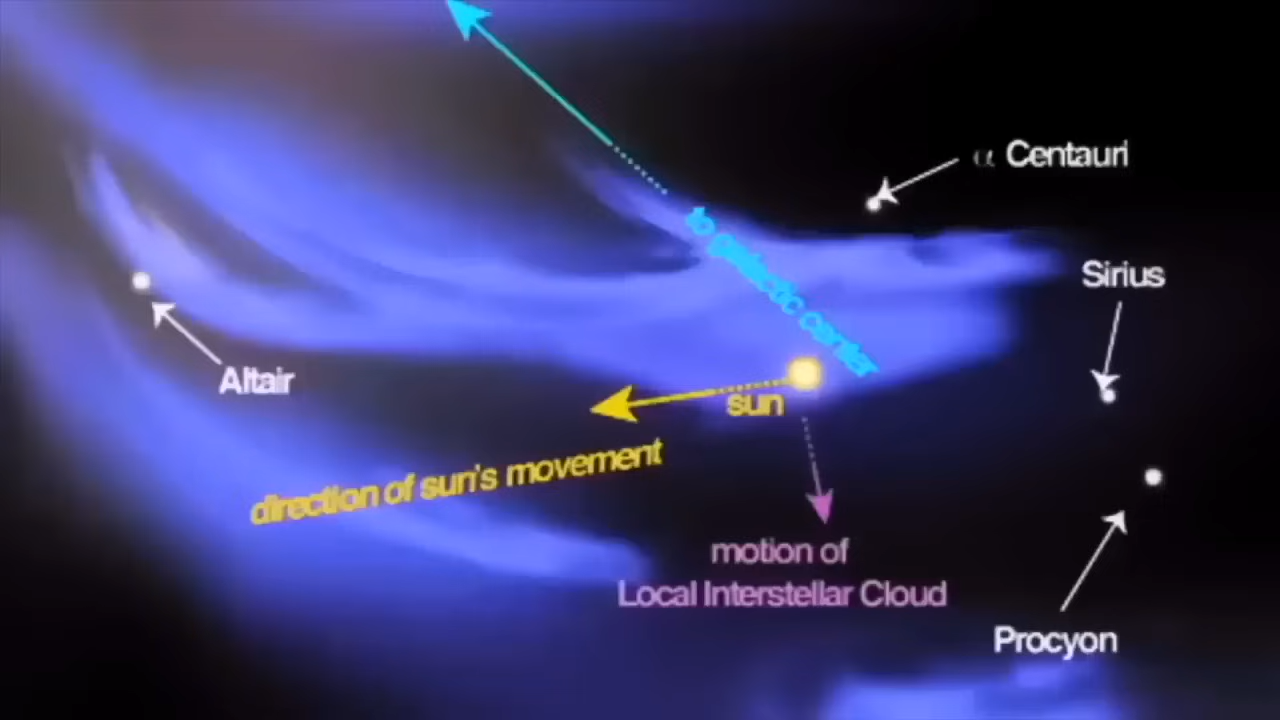 α Centauri
to galactic center
Sirius
Altair
sun
direction of sun's movement
motion of
Local Interstellar Cloud
Procyon